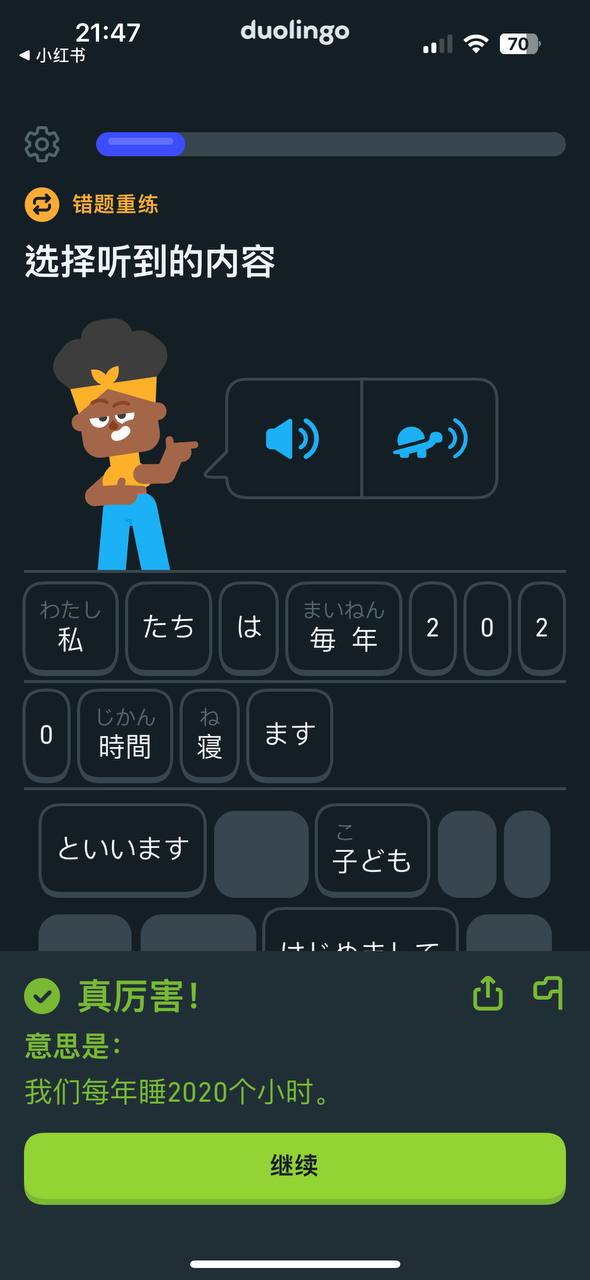 21:47
duolingo
70
◀ 小红书
错题重练
选择听到的内容
わたし まいねん
私 たち は 毎年 2 0 2
じかん ね
0 時間 寝 ます
こ
といいます 子ども
はじめまして
真厉害！
意思是：
我们每年睡2020个小时。
继续